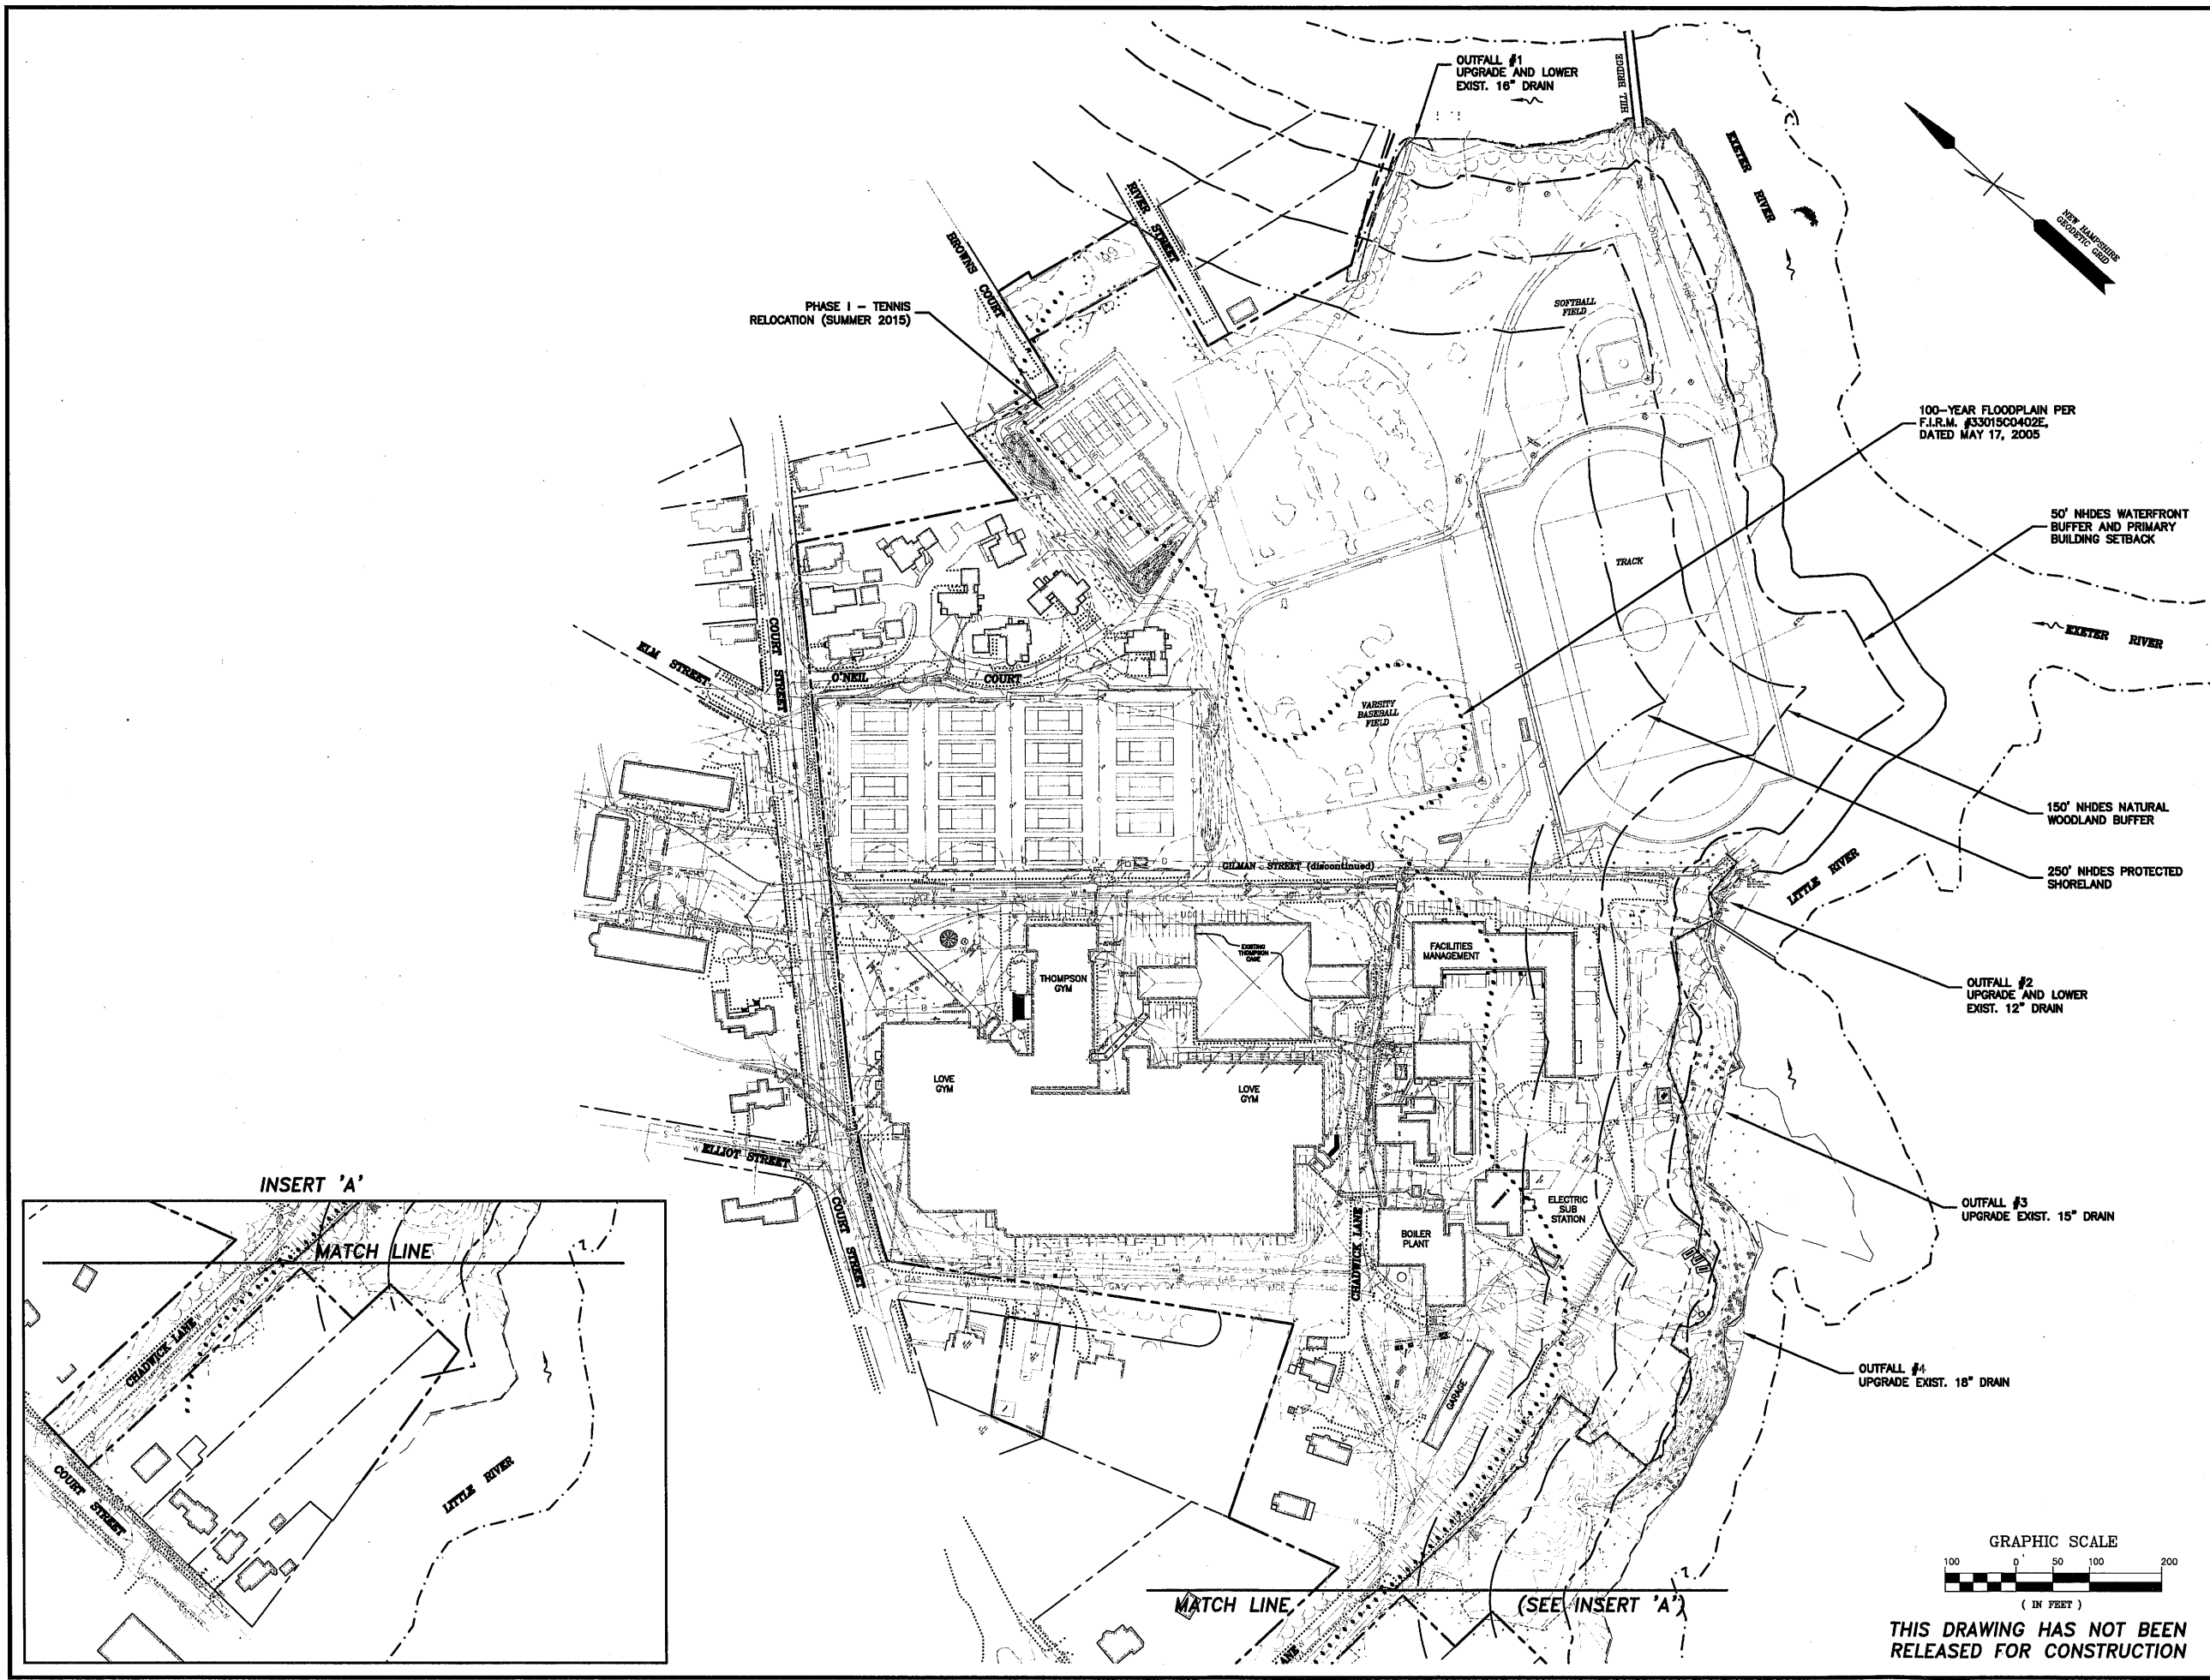 OUTFALL #1
UPGRADE AND LOWER
EXIST. 16" DRAIN
HILL BRIDGE
EXETER RIVER
NEW HAMPSHIRE
GEODETIC GRID
RIVER STREET
BROWNS COURT
PHASE I - TENNIS
RELOCATION (SUMMER 2015)
SOFTBALL
FIELD
100-YEAR FLOODPLAIN PER
F.I.R.M. #33015C0402E,
DATED MAY 17, 2005
50' NHDES WATERFRONT
BUFFER AND PRIMARY
BUILDING SETBACK
TRACK
EXETER RIVER
ELM STREET
COURT STREET
O'NEIL COURT
VARSITY
BASEBALL
FIELD
150' NHDES NATURAL
WOODLAND BUFFER
250' NHDES PROTECTED
SHORELAND
GILMAN STREET (discontinued)
LITTLE RIVER
THOMPSON
GYM
EXISTING
THOMPSON
CAGE
FACILITIES
MANAGEMENT
OUTFALL #2
UPGRADE AND LOWER
EXIST. 12" DRAIN
LOVE
GYM
LOVE
GYM
ELLIOT STREET
COURT STREET
CHADWICK LANE
BOILER
PLANT
ELECTRIC
SUB
STATION
OUTFALL #3
UPGRADE EXIST. 15" DRAIN
OUTFALL #4
UPGRADE EXIST. 18" DRAIN
GARAGE
INSERT 'A'
MATCH LINE
CHADWICK LANE
COURT STREET
LITTLE RIVER
MATCH LINE
(SEE INSERT 'A')
LANE
GRAPHIC SCALE
100 0 50 100 200
( IN FEET )
THIS DRAWING HAS NOT BEEN
RELEASED FOR CONSTRUCTION